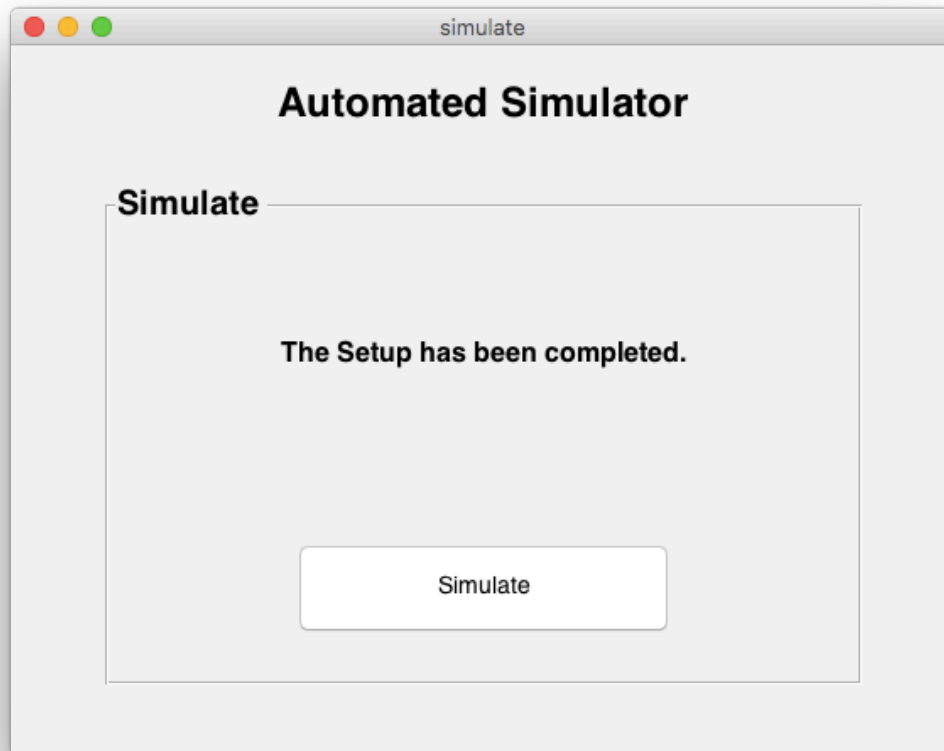 simulate
Automated Simulator
Simulate
The Setup has been completed.
Simulate